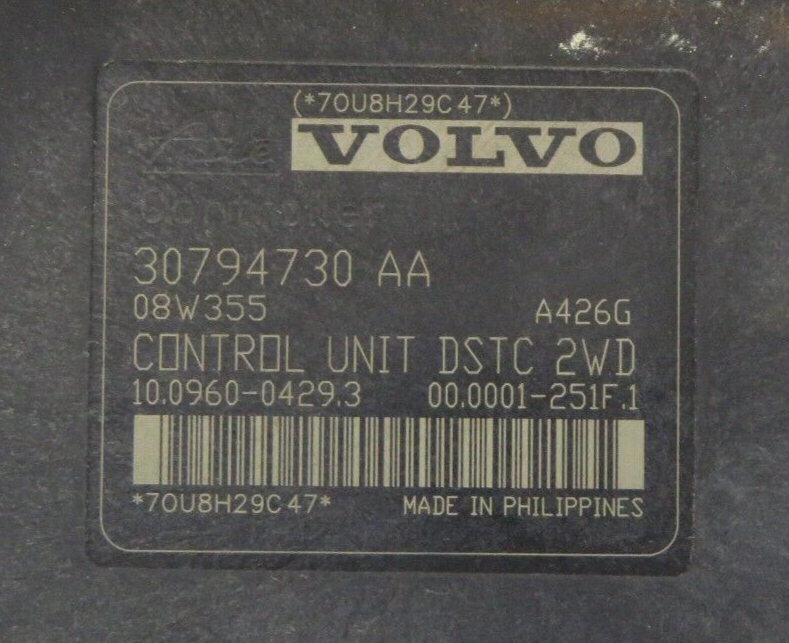 (*70U8H29C47*)
VOLVO
Controller
30794730 AA
08W355 A426G
CONTROL UNIT DSTC 2WD
10.0960-0429.3 00.0001-251F.1
*70U8H29C47* MADE IN PHILIPPINES